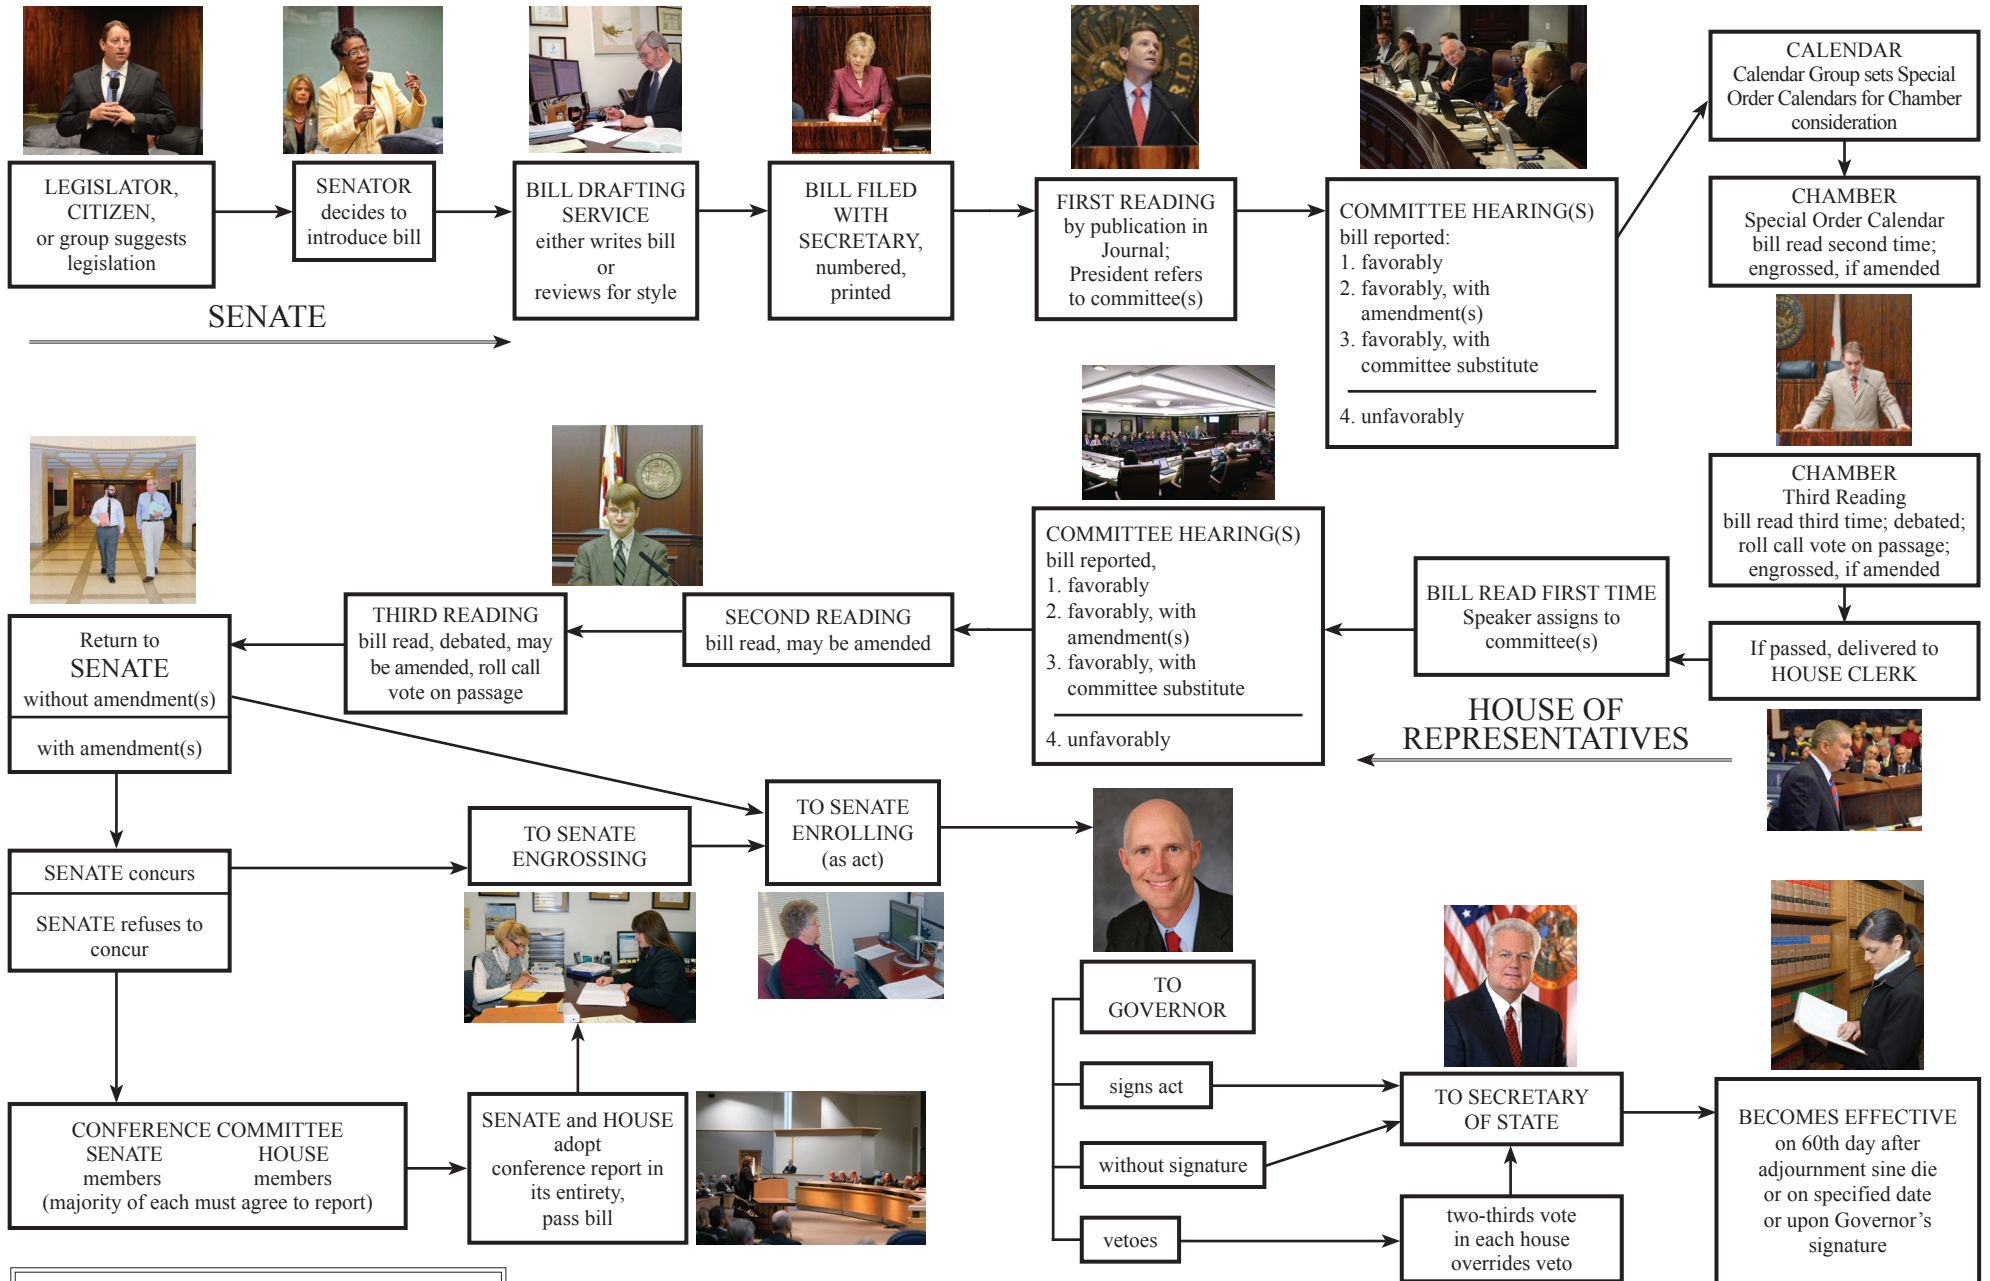 LEGISLATOR,
CITIZEN,
or group suggests
legislation
SENATOR
decides to
introduce bill
BILL DRAFTING
SERVICE
either writes bill
or
reviews for style
BILL FILED
WITH
SECRETARY,
numbered,
printed
FIRST READING
by publication in
Journal;
President refers
to committee(s)
COMMITTEE HEARING(S)
bill reported:
1. favorably
2. favorably, with
amendment(s)
3. favorably, with
committee substitute
4. unfavorably
CALENDAR
Calendar Group sets Special
Order Calendars for Chamber
consideration
CHAMBER
Special Order Calendar
bill read second time;
engrossed, if amended
SENATE
CHAMBER
Third Reading
bill read third time; debated;
roll call vote on passage;
engrossed, if amended
If passed, delivered to
HOUSE CLERK
HOUSE OF
REPRESENTATIVES
BILL READ FIRST TIME
Speaker assigns to
committee(s)
COMMITTEE HEARING(S)
bill reported,
1. favorably
2. favorably, with
amendment(s)
3. favorably, with
committee substitute
4. unfavorably
SECOND READING
bill read, may be amended
THIRD READING
bill read, debated, may
be amended, roll call
vote on passage
Return to
SENATE
without amendment(s)
with amendment(s)
SENATE concurs
SENATE refuses to
concur
TO SENATE
ENGROSSING
TO SENATE
ENROLLING
(as act)
CONFERENCE COMMITTEE
SENATE HOUSE
members members
(majority of each must agree to report)
SENATE and HOUSE
adopt
conference report in
its entirety,
pass bill
TO
GOVERNOR
signs act
without signature
vetoes
TO SECRETARY
OF STATE
two-thirds vote
in each house
overrides veto
BECOMES EFFECTIVE
on 60th day after
adjournment sine die
or on specified date
or upon Governor’s
signature